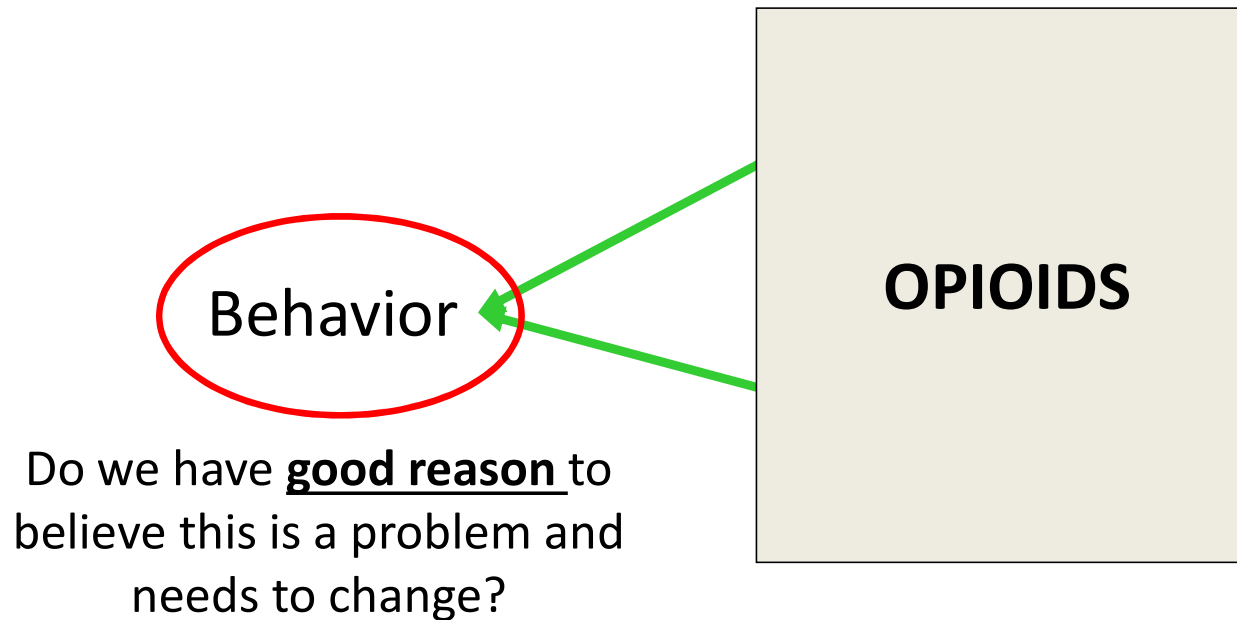 OPIOIDS
Behavior
Do we have good reason to
believe this is a problem and
needs to change?